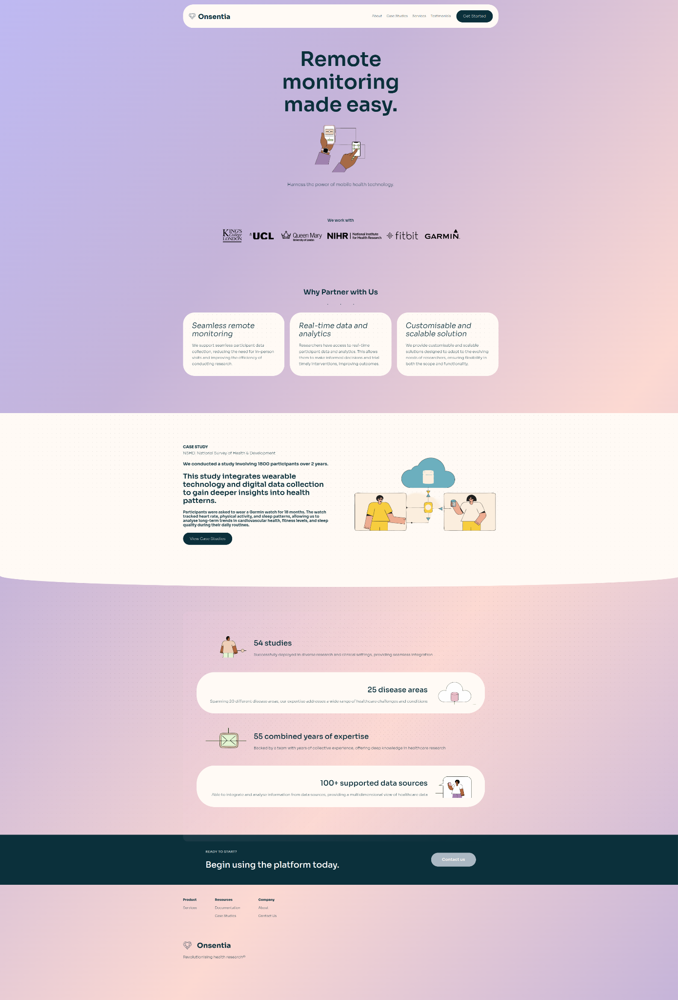 Onsentia
About Case Studies Services Testimonials Get Started
Remote
monitoring
made easy.
Harness the power of mobile health technology.
We work with
KING'S
College
LONDON
UCL
Queen Mary
University of London
NIHR | National Institute
for Health Research
fitbit
GARMIN
Why Partner with Us
Seamless remote
monitoring
We support seamless participant data
collection, reducing the need for in-person
visits and improving the efficiency of
conducting research.
Real-time data and
analytics
Researchers have access to real-time
participant data and analytics. This allows
them to make informed decisions and trial
timely interventions, improving outcomes.
Customisable and
scalable solution
We provide customisable and scalable
solutions designed to adapt to the evolving
needs of researchers, ensuring flexibility in
both the scope and functionality.
CASE STUDY
NSHD: National Survey of Health & Development
We conducted a study involving 1800 participants over 2 years.
This study integrates wearable
technology and digital data collection
to gain deeper insights into health
patterns.
Participants were asked to wear a Garmin watch for 18 months. The watch
tracked heart rate, physical activity, and sleep patterns, allowing us to
analyse long-term trends in cardiovascular health, fitness levels, and sleep
quality during their daily routines.
View Case Studies
54 studies
Successfully deployed in diverse research and clinical settings, providing seamless integration
25 disease areas
Spanning 20 different disease areas, our expertise addresses a wide range of healthcare challenges and conditions
55 combined years of expertise
Backed by a team with years of collective experience, offering deep knowledge in healthcare research
100+ supported data sources
Able to integrate and analyse information from data sources, providing a multidimensional view of healthcare data
READY TO START?
Begin using the platform today.
Contact us
Product
Services
Resources
Documentation
Case Studies
Company
About
Contact Us
Onsentia
Revolutionising health research®